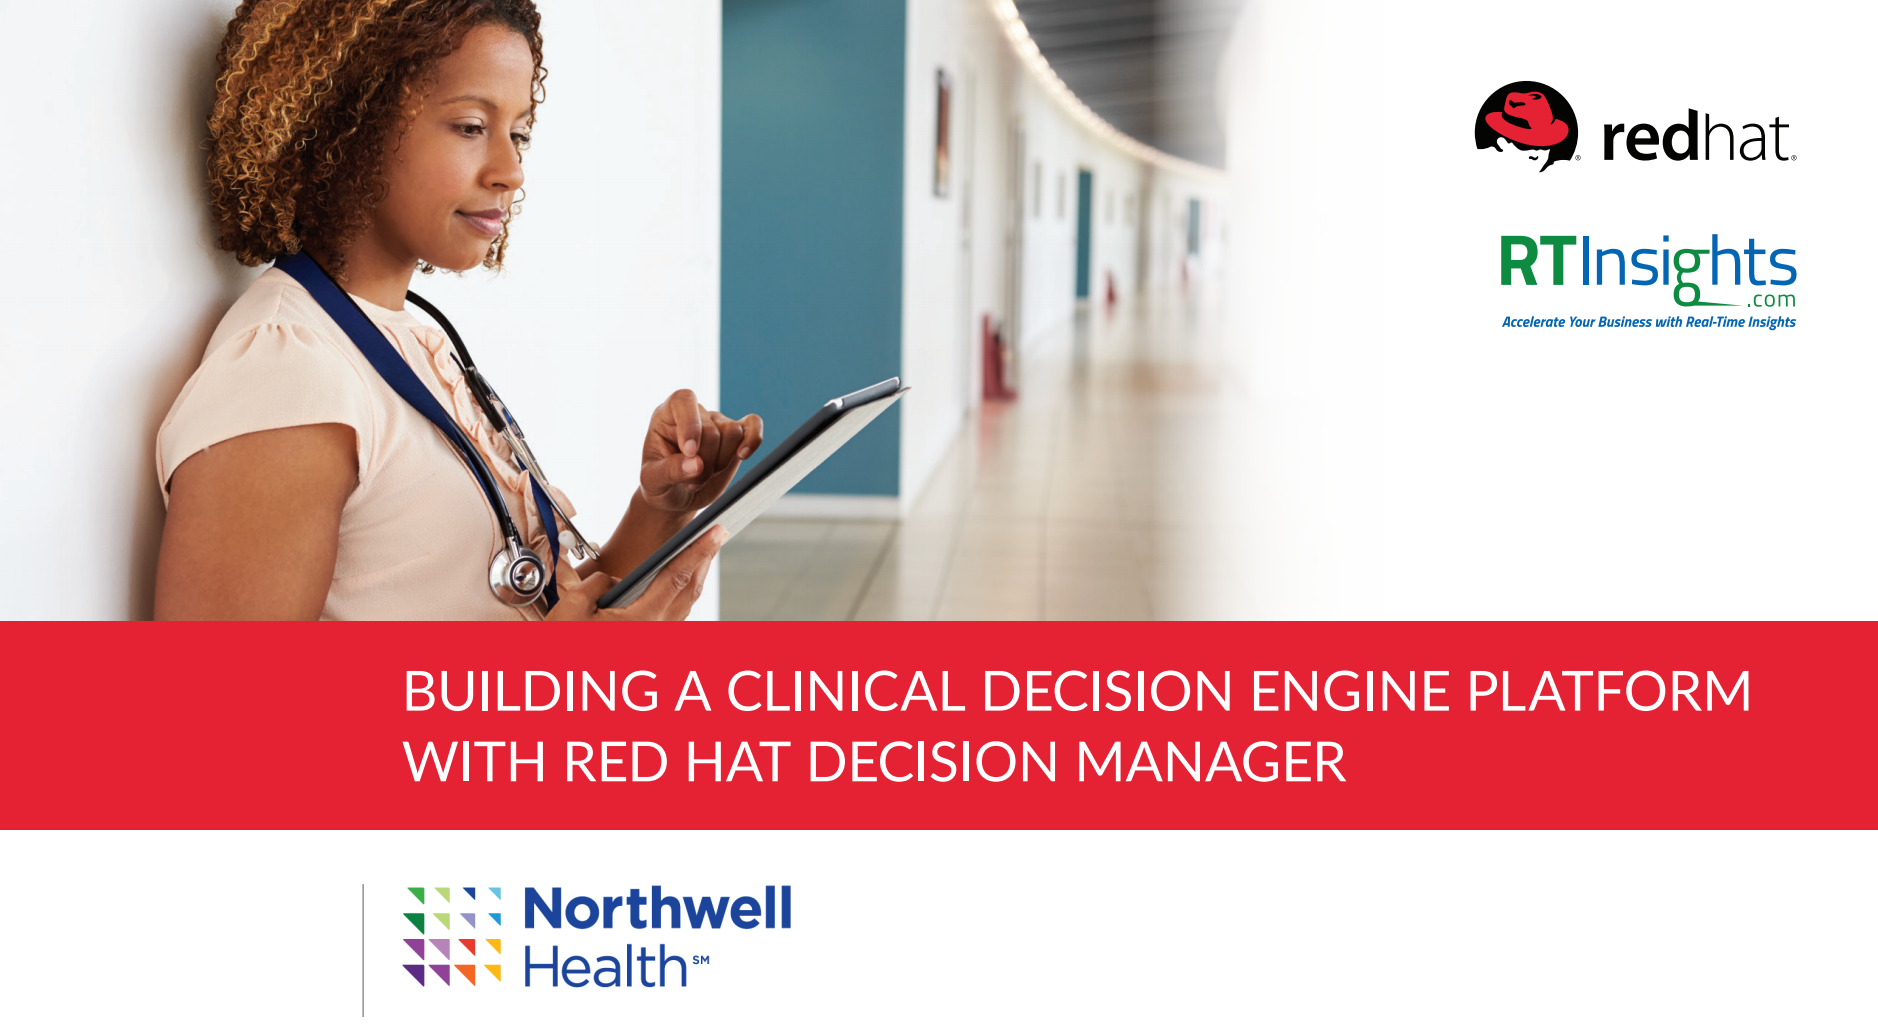 redhat.
RTInsights
.com
Accelerate Your Business with Real-Time Insights
BUILDING A CLINICAL DECISION ENGINE PLATFORM
WITH RED HAT DECISION MANAGER
Northwell
Health℠